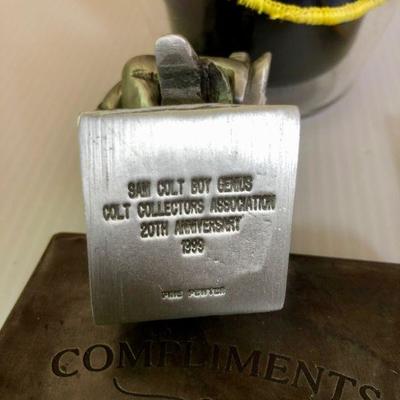 SAM COLT BOY GENIUS
COLT COLLECTORS ASSOCIATION
20TH ANNIVERSARY
1999
FINE PEWTER
COMPLIMENTS